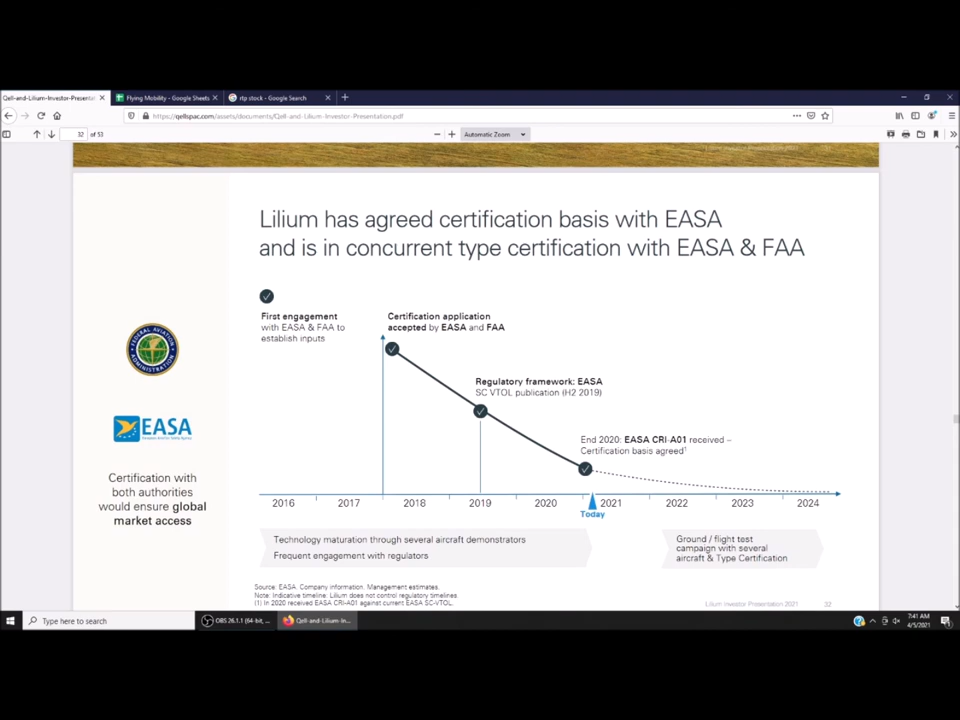 Qell-and-Lilium-Investor-Presentat
Flying Mobility - Google Sheets
rtp stock - Google Search
https://qellspac.com/assets/documents/Qell-and-Lilium-Investor-Presentation.pdf
32 of 53
Automatic Zoom
Lilium has agreed certification basis with EASA
and is in concurrent type certification with EASA & FAA
First engagement
with EASA & FAA to
establish inputs
Certification application
accepted by EASA and FAA
Regulatory framework: EASA
SC VTOL publication (H2 2019)
End 2020: EASA CRI-A01 received –
Certification basis agreed1
FEDERAL AVIATION
ADMINISTRATION
EASA
Certification with
both authorities
would ensure global
market access
2016 2017 2018 2019 2020 2021 2022 2023 2024
Today
Technology maturation through several aircraft demonstrators
Frequent engagement with regulators
Ground / flight test
campaign with several
aircraft & Type Certification
Source: EASA. Company information. Management estimates.
Note: Indicative timeline: Lilium does not control regulatory timelines
(1) In 2020 received EASA CRI-A01 against current EASA SC-VTOL.
Lilium Investor Presentation 2021 32
Type here to search
OBS 26.1.1 (64-bit, ...
Qell-and-Lilium-In...
7:41 AM
4/5/2021